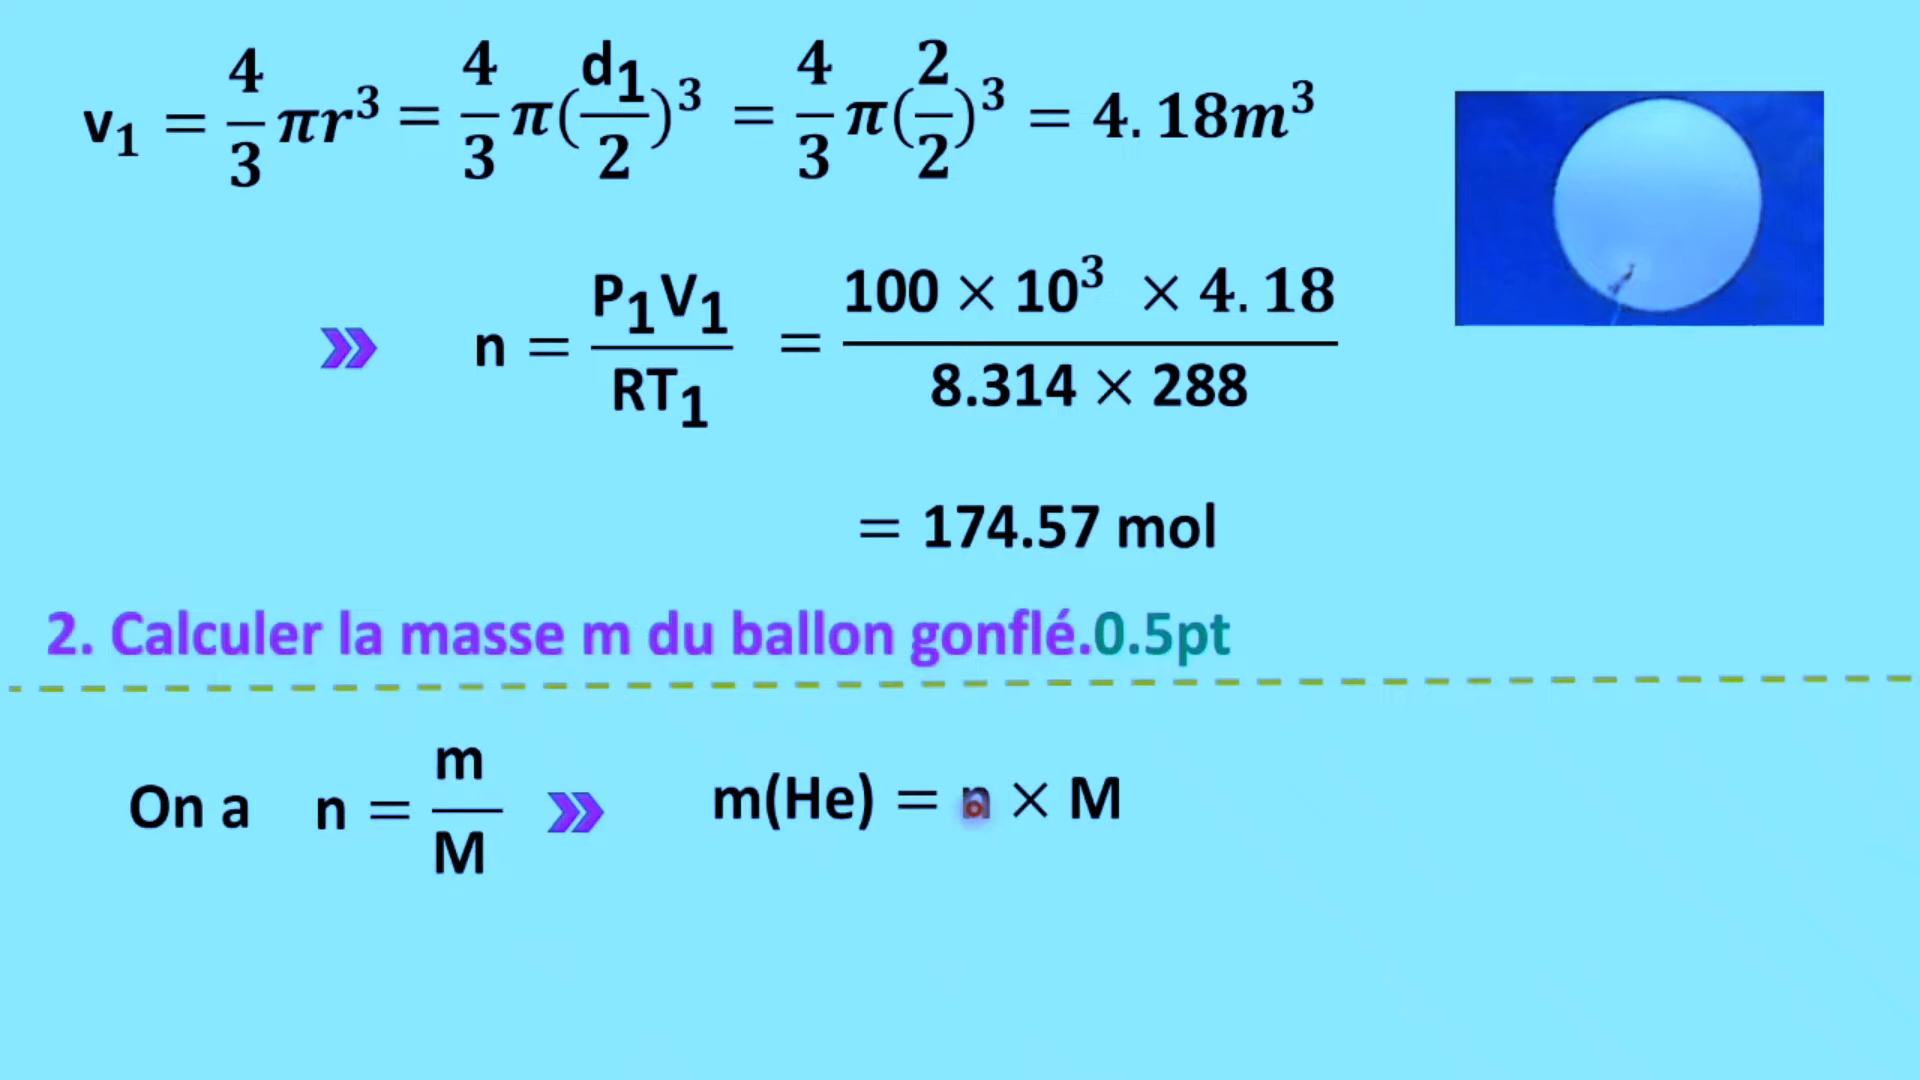 v₁ = 4/3 πr³ = 4/3 π(d₁/2)³ = 4/3 π(2/2)³ = 4.18m³
» n = P₁V₁/RT₁ = 100 × 10³ × 4.18 / 8.314 × 288
= 174.57 mol
2. Calculer la masse m du ballon gonflé.0.5pt
On a n = m/M » m(He) = n × M